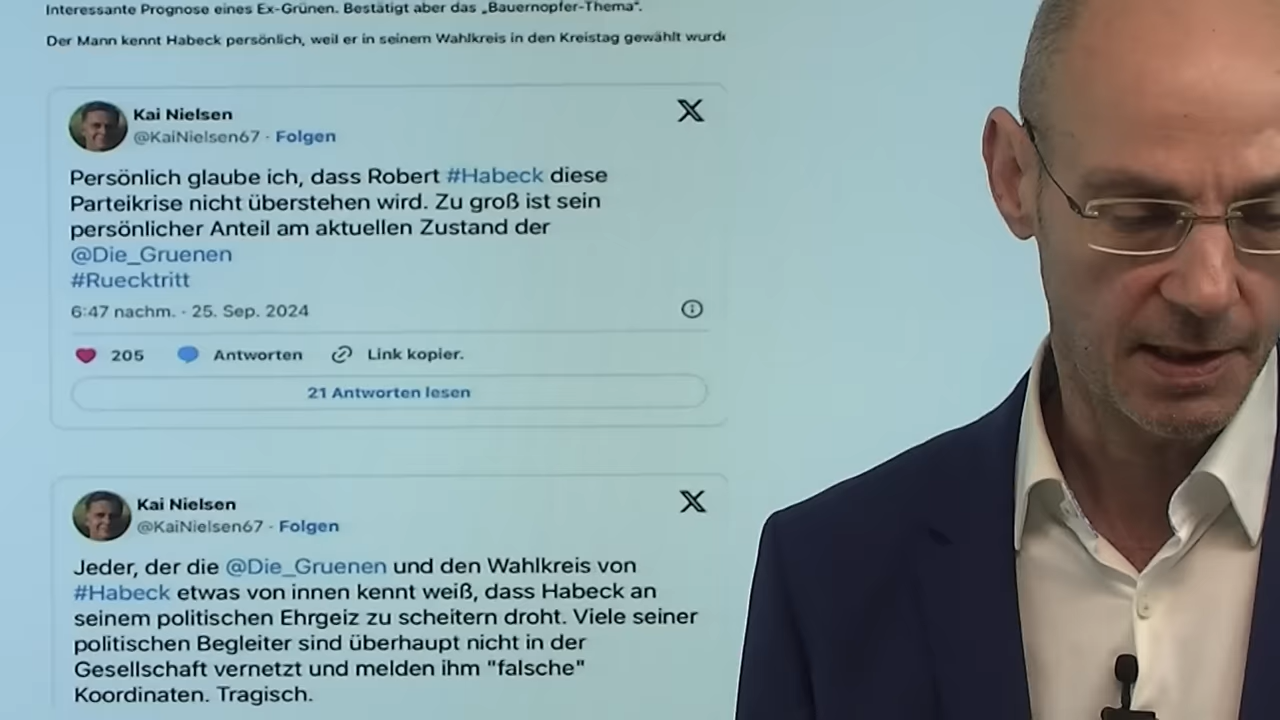 Interessante Prognose eines Ex-Grünen. Bestätigt aber das „Bauernopfer-Thema“.
Der Mann kennt Habeck persönlich, weil er in seinem Wahlkreis in den Kreistag gewählt wurde
Kai Nielsen
@KaiNielsen67 · Folgen
Persönlich glaube ich, dass Robert #Habeck diese
Parteikrise nicht überstehen wird. Zu groß ist sein
persönlicher Anteil am aktuellen Zustand der
@Die_Gruenen
#Ruecktritt
6:47 nachm. · 25. Sep. 2024
205 Antworten Link kopier.
21 Antworten lesen
Kai Nielsen
@KaiNielsen67 · Folgen
Jeder, der die @Die_Gruenen und den Wahlkreis von
#Habeck etwas von innen kennt weiß, dass Habeck an
seinem politischen Ehrgeiz zu scheitern droht. Viele seiner
politischen Begleiter sind überhaupt nicht in der
Gesellschaft vernetzt und melden ihm "falsche"
Koordinaten. Tragisch.